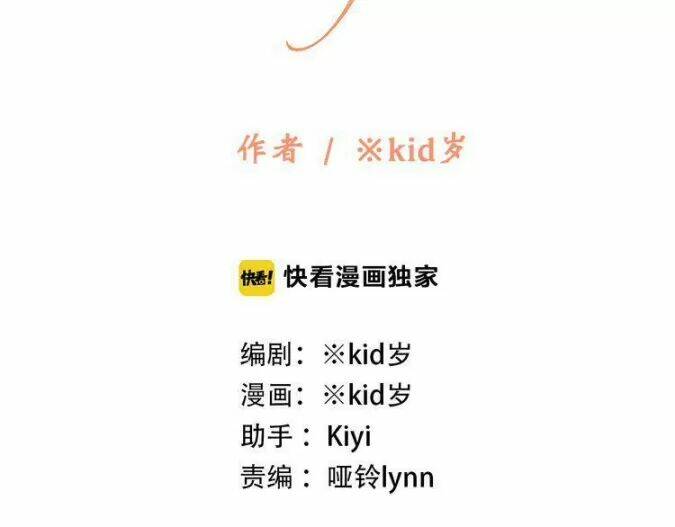 作者 / ※kid岁
快看! 快看漫画独家
编剧：※kid岁
漫画：※kid岁
助手：Kiyi
责编：哑铃lynn